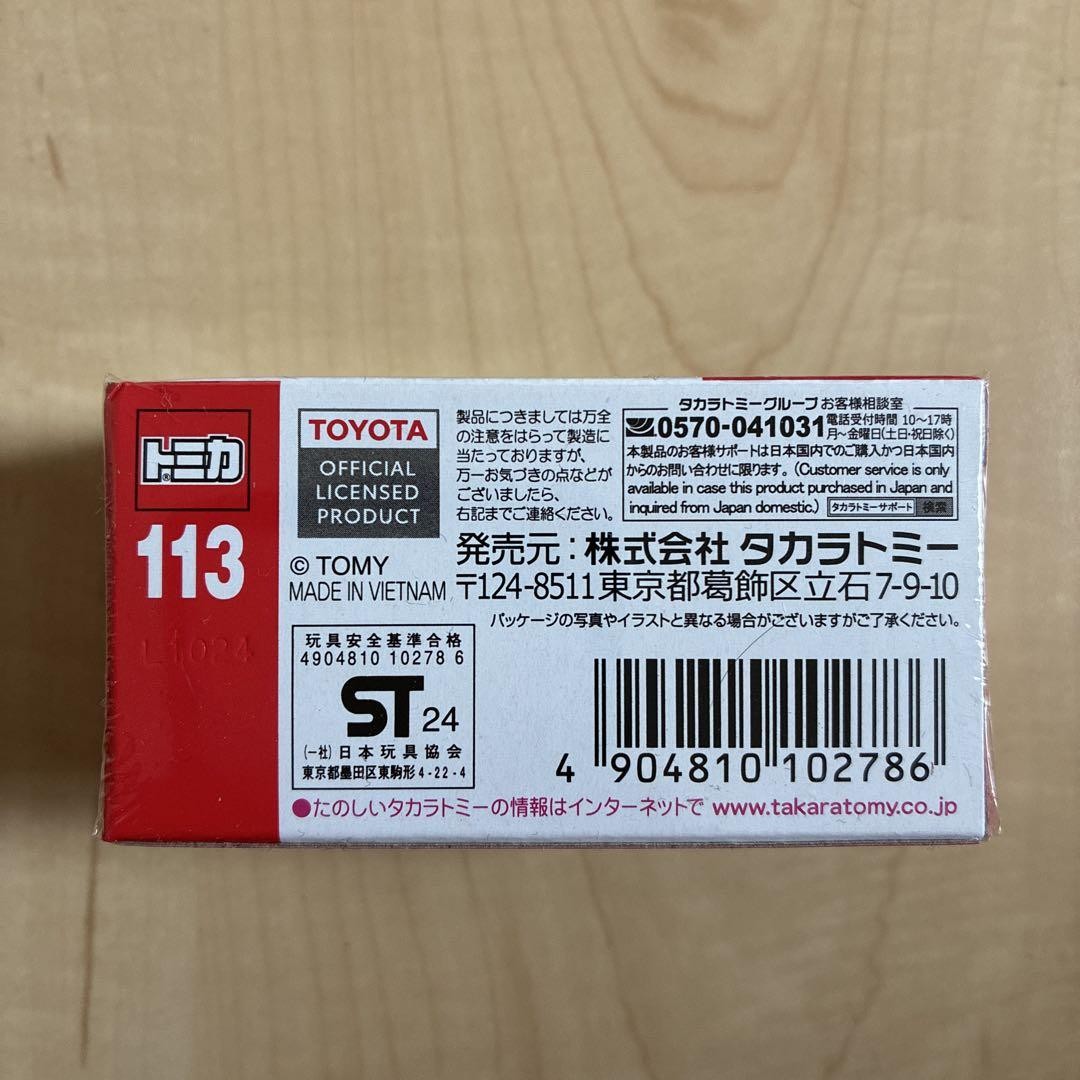 トミカ®
113
L1024
TOYOTA
OFFICIAL
LICENSED
PRODUCT
© TOMY
MADE IN VIETNAM
製品につきましては万全
の注意をはらって製造に
当たっておりますが、
万一お気づきの点などが
ございましたら、
右記までご連絡ください。
タカラトミーグループお客様相談室
0570-041031 電話受付時間 10〜17時
月〜金曜日(土日・祝日除く)
本製品のお客様サポートは日本国内でのご購入かつ日本国内
からのお問い合わせに限ります。(Customer service is only
available in case this product purchased in Japan and
inquired from Japan domestic.) タカラトミーサポート 検索
発売元:株式会社 タカラトミー
〒124-8511東京都葛飾区立石7-9-10
パッケージの写真やイラストと異なる場合がございますがご了承ください。
玩具安全基準合格
4904810 10278 6
ST 24
(一社)日本玩具協会
東京都墨田区東駒形4-22-4
4 904810 102786
●たのしいタカラトミーの情報はインターネットで www.takaratomy.co.jp